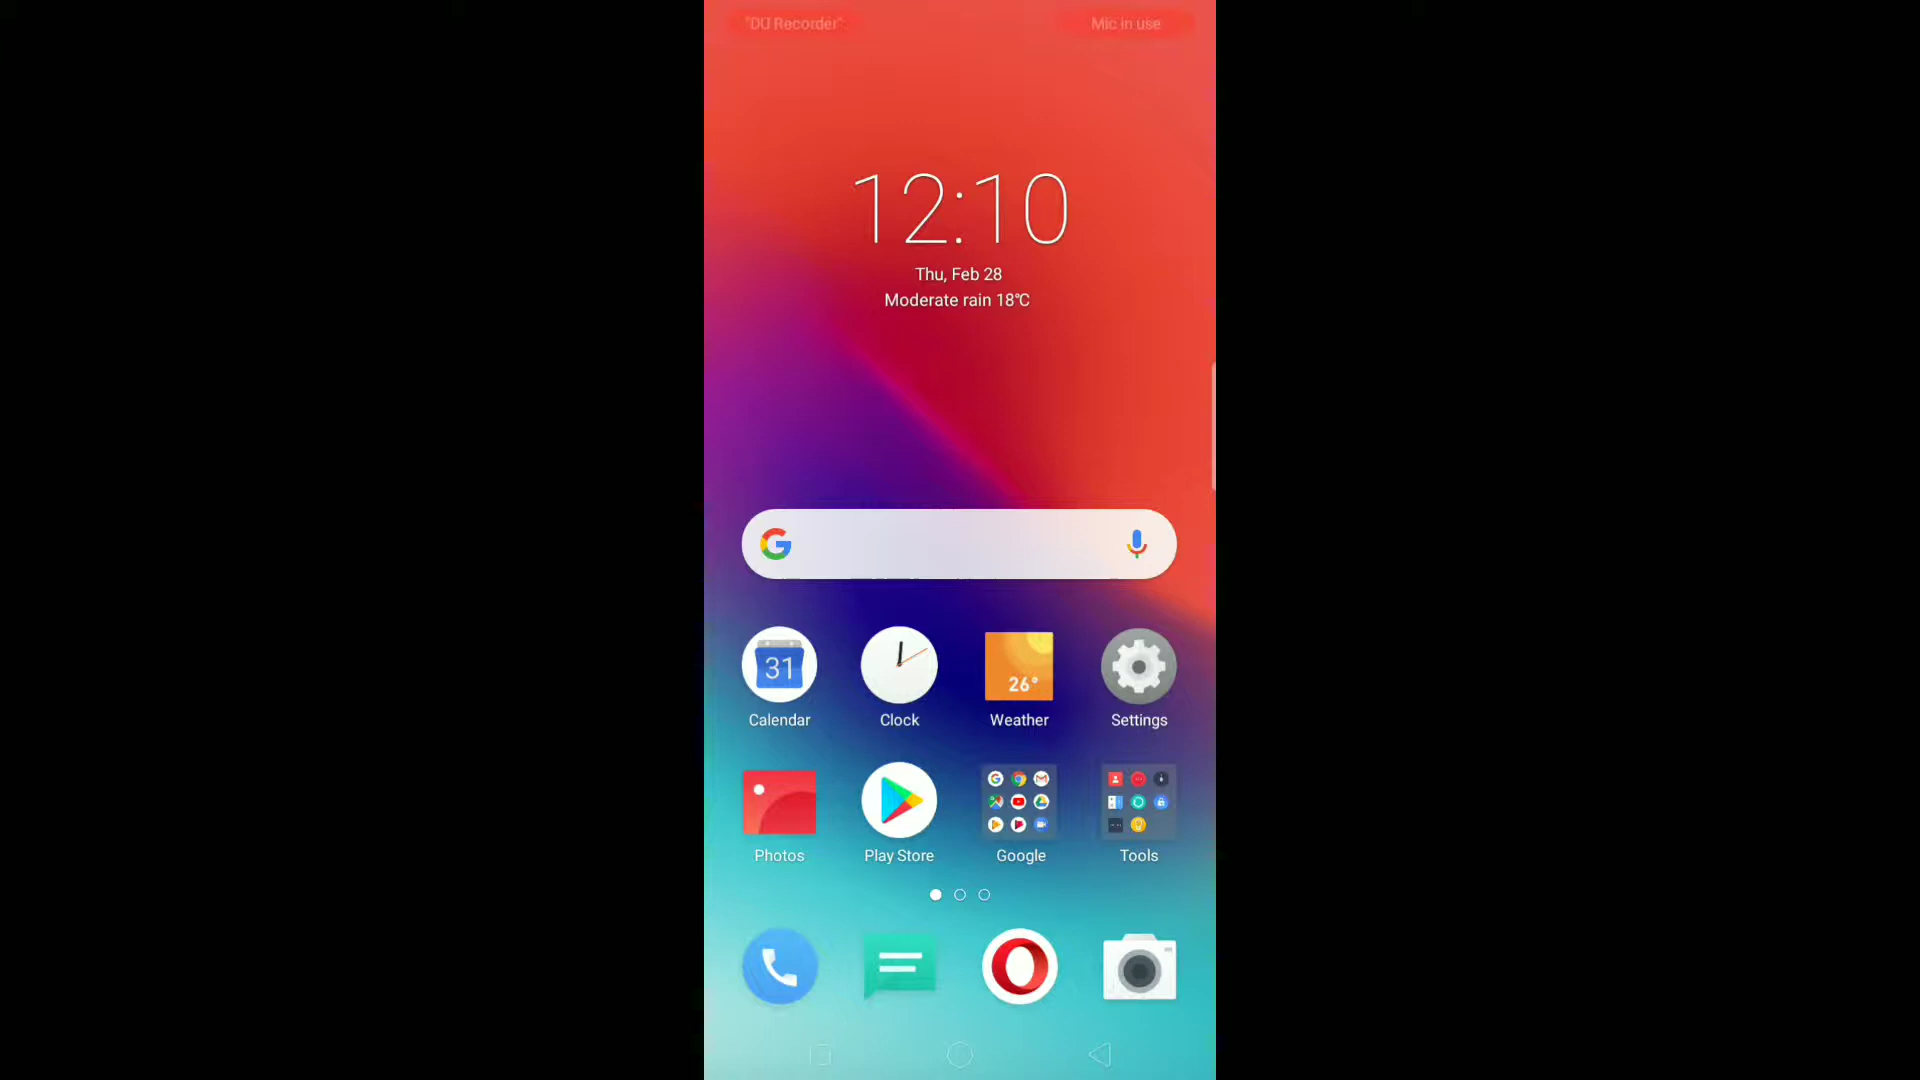 "DU Recorder" Mic in use
12:10
Thu, Feb 28
Moderate rain 18℃
31 26°
Calendar Clock Weather Settings
Photos Play Store Google Tools